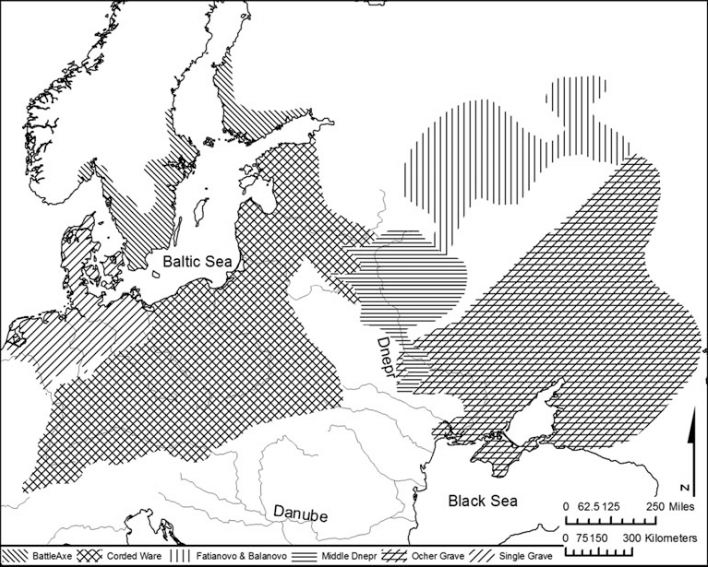 Baltic Sea
Dnepr
Danube
Black Sea
N
0 62.5 125 250 Miles
0 75 150 300 Kilometers
BattleAxe Corded Ware Fatianovo & Balanovo Middle Dnepr Ocher Grave Single Grave